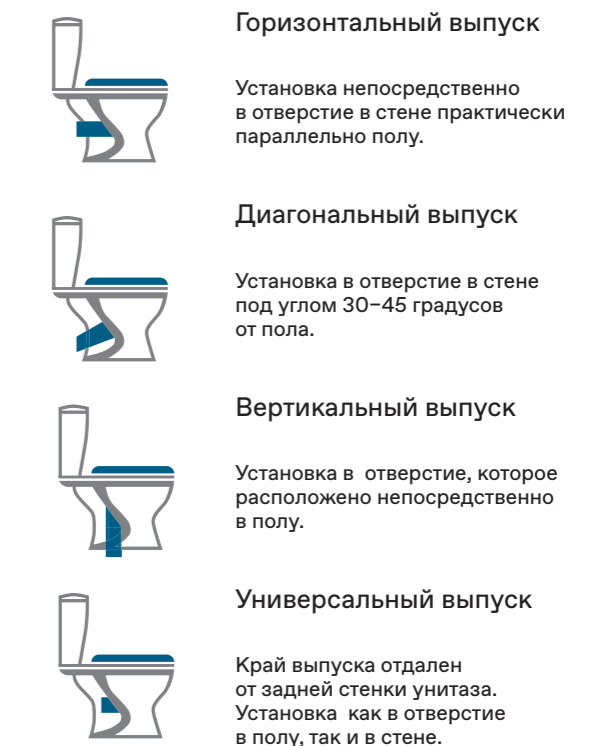 Горизонтальный выпуск
Установка непосредственно
в отверстие в стене практически
параллельно полу.
Диагональный выпуск
Установка в отверстие в стене
под углом 30–45 градусов
от пола.
Вертикальный выпуск
Установка в отверстие, которое
расположено непосредственно
в полу.
Универсальный выпуск
Край выпуска отдален
от задней стенки унитаза.
Установка как в отверстие
в полу, так и в стене.